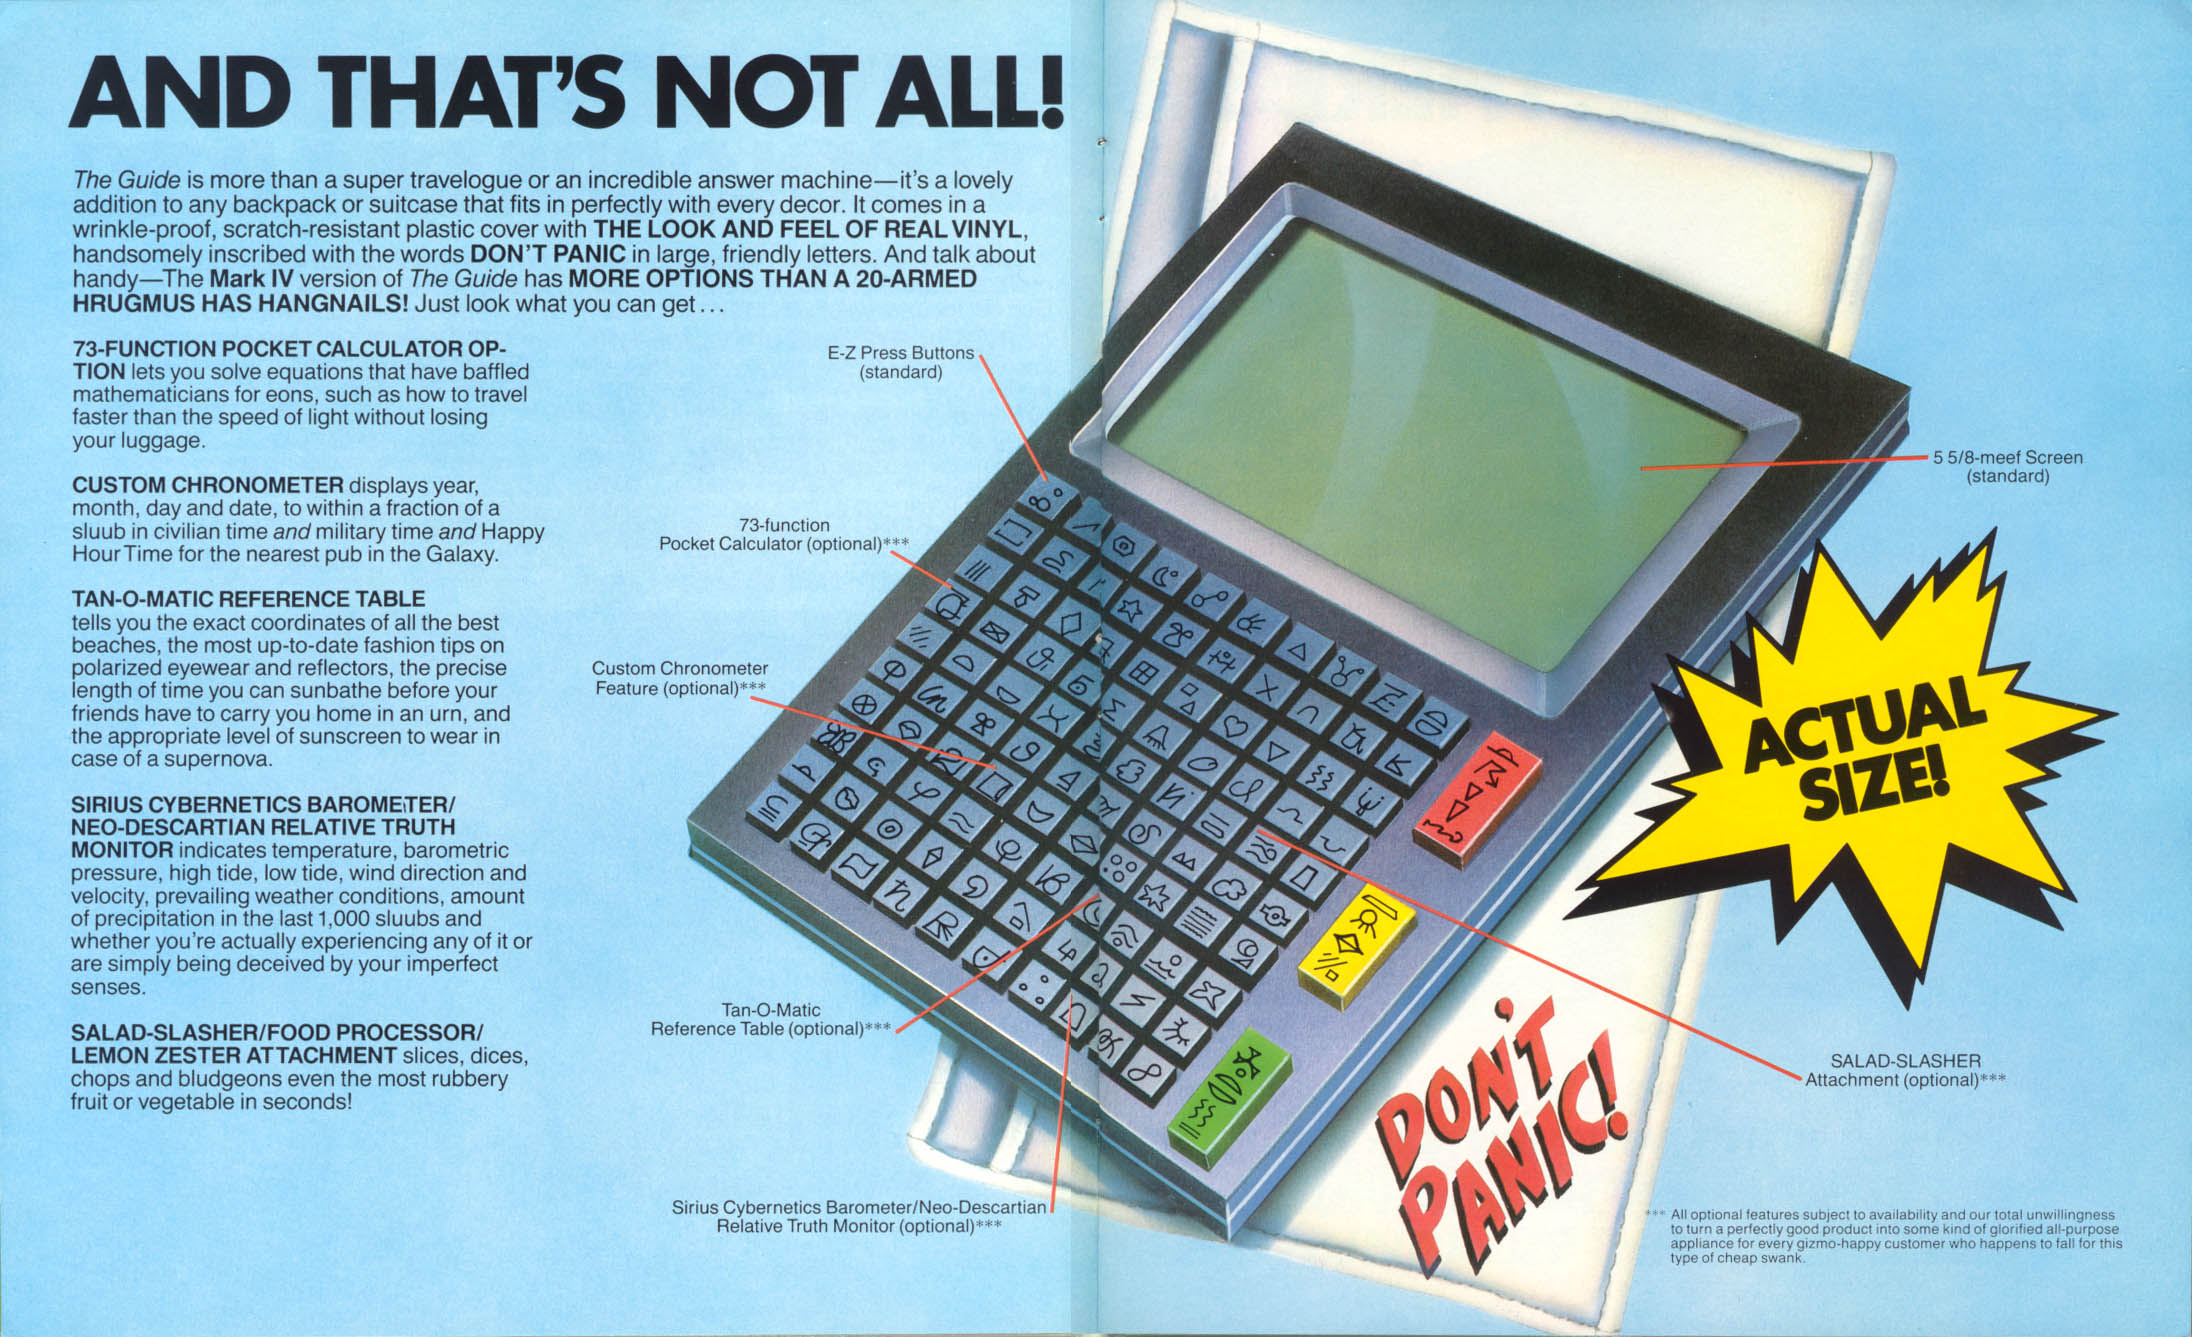 AND THAT'S NOT ALL!
The Guide is more than a super travelogue or an incredible answer machine—it's a lovely
addition to any backpack or suitcase that fits in perfectly with every decor. It comes in a
wrinkle-proof, scratch-resistant plastic cover with THE LOOK AND FEEL OF REAL VINYL,
handsomely inscribed with the words DON'T PANIC in large, friendly letters. And talk about
handy—The Mark IV version of The Guide has MORE OPTIONS THAN A 20-ARMED
HRUGMUS HAS HANGNAILS! Just look what you can get...
73-FUNCTION POCKET CALCULATOR OP-
TION lets you solve equations that have baffled
mathematicians for eons, such as how to travel
faster than the speed of light without losing
your luggage.
CUSTOM CHRONOMETER displays year,
month, day and date, to within a fraction of a
sluub in civilian time and military time and Happy
Hour Time for the nearest pub in the Galaxy.
TAN-O-MATIC REFERENCE TABLE
tells you the exact coordinates of all the best
beaches, the most up-to-date fashion tips on
polarized eyewear and reflectors, the precise
length of time you can sunbathe before your
friends have to carry you home in an urn, and
the appropriate level of sunscreen to wear in
case of a supernova.
SIRIUS CYBERNETICS BAROMETER/
NEO-DESCARTIAN RELATIVE TRUTH
MONITOR indicates temperature, barometric
pressure, high tide, low tide, wind direction and
velocity, prevailing weather conditions, amount
of precipitation in the last 1,000 sluubs and
whether you're actually experiencing any of it or
are simply being deceived by your imperfect
senses.
SALAD-SLASHER/FOOD PROCESSOR/
LEMON ZESTER ATTACHMENT slices, dices,
chops and bludgeons even the most rubbery
fruit or vegetable in seconds!
E-Z Press Buttons
(standard)
73-function
Pocket Calculator (optional)***
Custom Chronometer
Feature (optional)***
Tan-O-Matic
Reference Table (optional)***
Sirius Cybernetics Barometer/Neo-Descartian
Relative Truth Monitor (optional)***
5 5/8-meef Screen
(standard)
ACTUAL
SIZE!
SALAD-SLASHER
Attachment (optional)***
DON'T
PANIC!
*** All optional features subject to availability and our total unwillingness
to turn a perfectly good product into some kind of glorified all-purpose
appliance for every gizmo-happy customer who happens to fall for this
type of cheap swank.